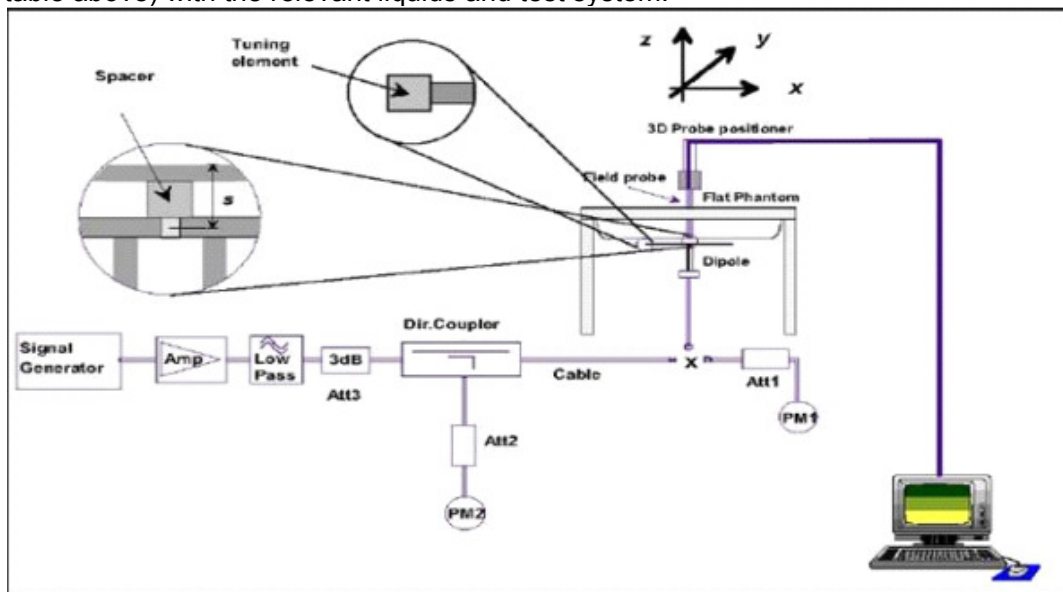 table above) with the relevant liquids and test system.
Tuning
element
Spacer
s
z
y
x
3D Probe positioner
Field probe
Flat Phantom
Dipole
Signal
Generator
Amp
Low
Pass
3dB
Att3
Dir.Coupler
Cable
x
Att1
PM1
Att2
PM2